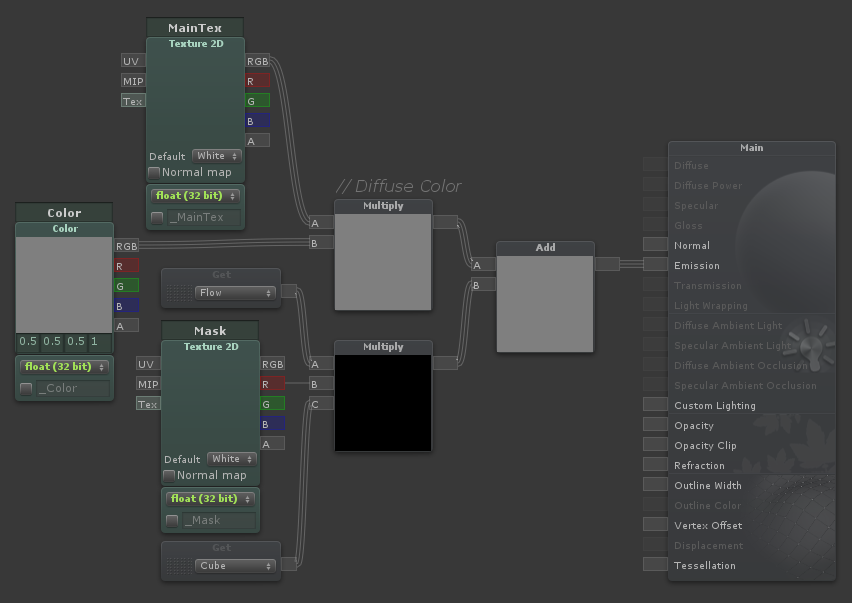 MainTex
Texture 2D
UV
RGB
MIP
R
Tex
G
B
A
Default White
Normal map
float (32 bit)
_MainTex
Color
Color
RGB
R
G
B
A
0.5 0.5 0.5 1
float (32 bit)
_Color
Get
Flow
Mask
Texture 2D
UV
RGB
MIP
R
Tex
G
B
A
Default White
Normal map
float (32 bit)
_Mask
Get
Cube
// Diffuse Color
Multiply
A
B
Multiply
A
B
C
Add
A
B
Main
Diffuse
Diffuse Power
Specular
Gloss
Normal
Emission
Transmission
Light Wrapping
Diffuse Ambient Light
Specular Ambient Light
Diffuse Ambient Occlusion
Specular Ambient Occlusion
Custom Lighting
Opacity
Opacity Clip
Refraction
Outline Width
Outline Color
Vertex Offset
Displacement
Tessellation